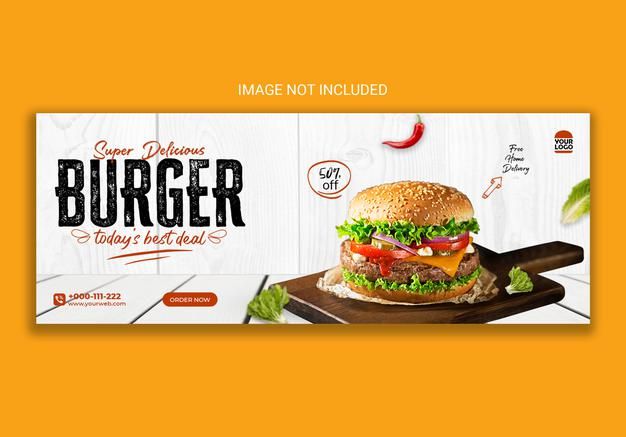 IMAGE NOT INCLUDED
Super Delicious
BURGER
today's best deal
50%
off
Free
Home
Delivery
YOUR
LOGO
+000-111-222
www.yourweb.com
ORDER NOW